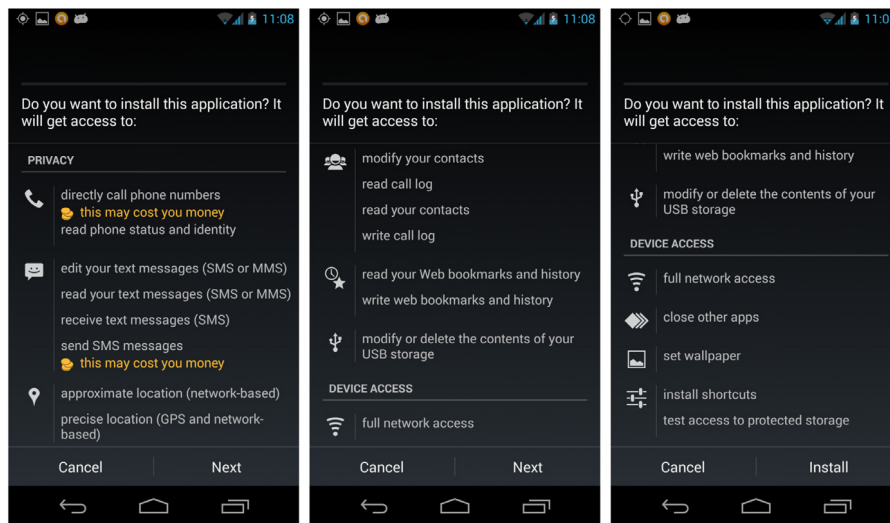 11:08
Do you want to install this application? It
will get access to:
PRIVACY
directly call phone numbers
this may cost you money
read phone status and identity
edit your text messages (SMS or MMS)
read your text messages (SMS or MMS)
receive text messages (SMS)
send SMS messages
this may cost you money
approximate location (network-based)
precise location (GPS and network-
based)
Cancel
Next
11:08
Do you want to install this application? It
will get access to:
modify your contacts
read call log
read your contacts
write call log
read your Web bookmarks and history
write web bookmarks and history
modify or delete the contents of your
USB storage
DEVICE ACCESS
full network access
Cancel
Next
Do you want to install this application? It
will get access to:
write web bookmarks and history
modify or delete the contents of your
USB storage
DEVICE ACCESS
full network access
close other apps
set wallpaper
install shortcuts
test access to protected storage
Cancel
Install